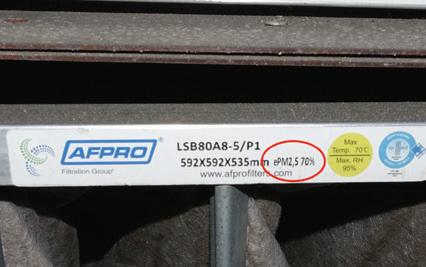 AFPRO
Filtration Group
LSB80A8-5/P1
592X592X535mm ePM2,5 70%
www.afprofilters.com
Max
Temp. 70℃
Max. RH
95%